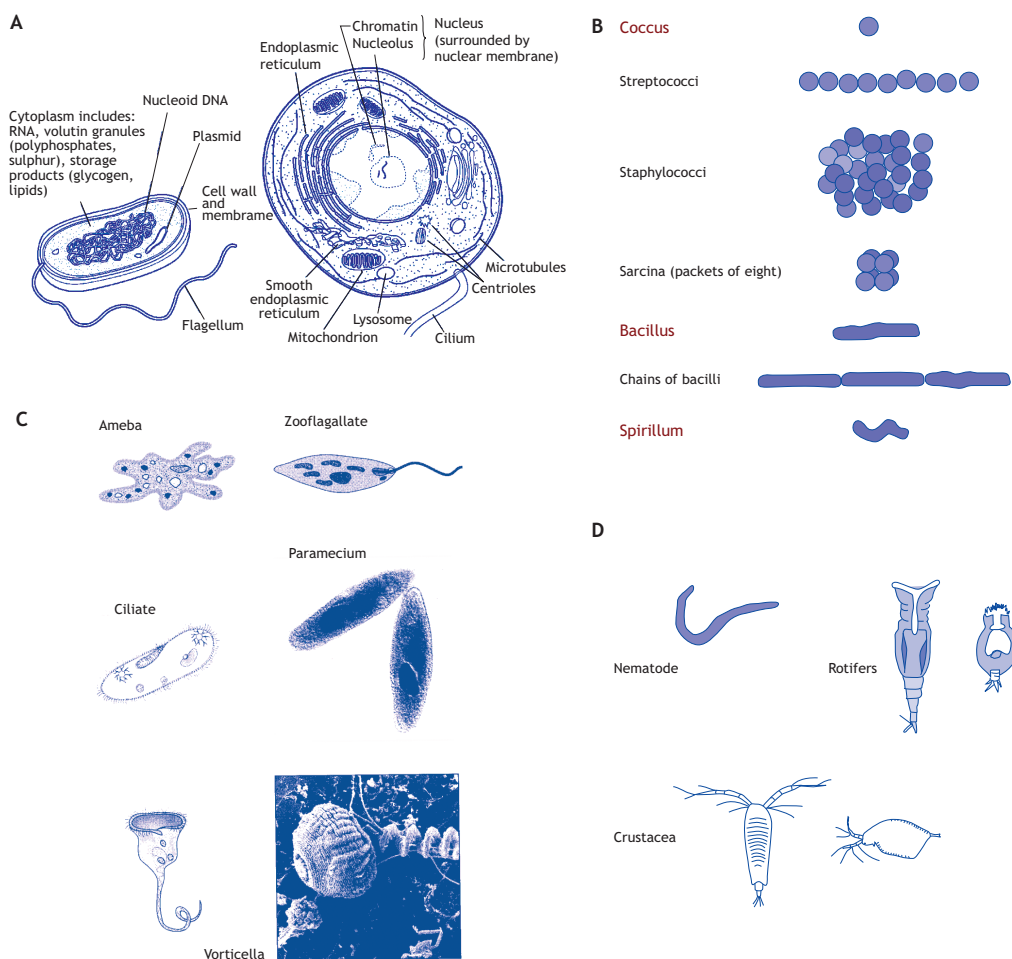 A
Chromatin
Nucleolus
Nucleus
(surrounded by
nuclear membrane)
Endoplasmic
reticulum
Nucleoid DNA
Cytoplasm includes:
RNA, volutin granules
(polyphosphates,
sulphur), storage
products (glycogen,
lipids)
Plasmid
Cell wall
and
membrame
Flagellum
Smooth
endoplasmic
reticulum
Mitochondrion
Lysosome
Cilium
Centrioles
Microtubules
B
Coccus
Streptococci
Staphylococci
Sarcina (packets of eight)
Bacillus
Chains of bacilli
Spirillum
C
Ameba
Zooflagallate
Paramecium
Ciliate
Vorticella
D
Nematode
Rotifers
Crustacea